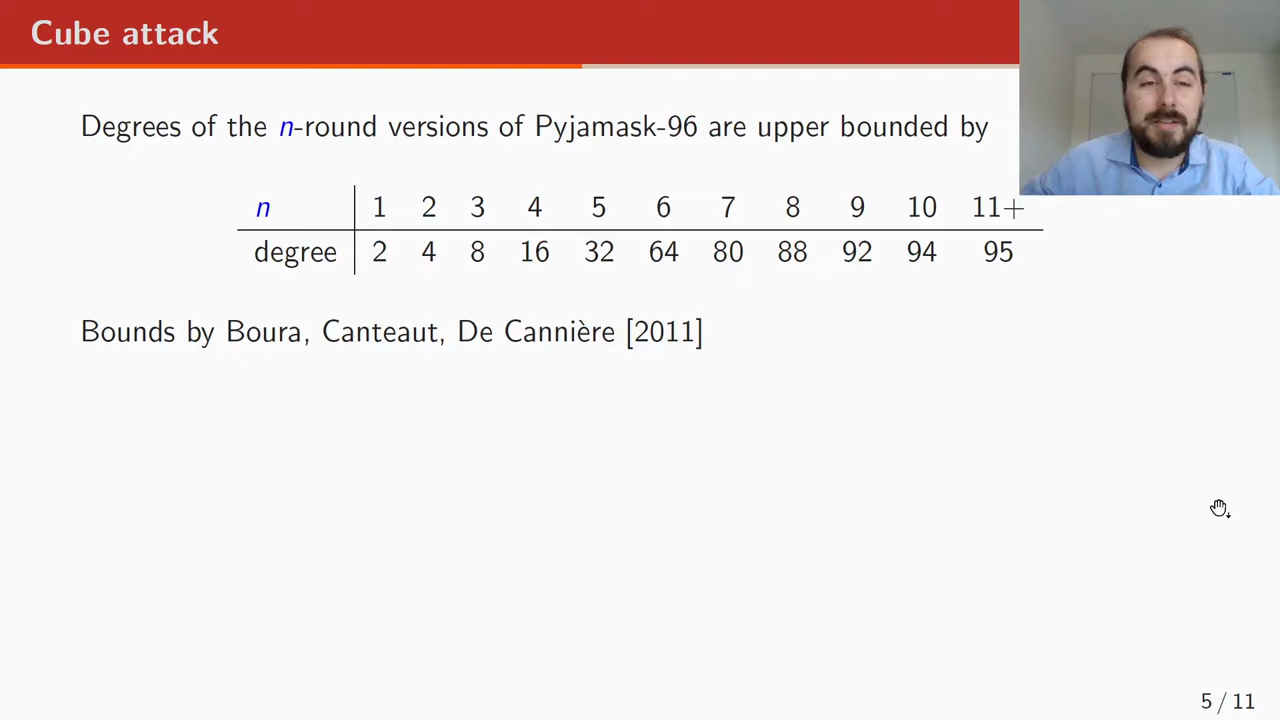 Cube attack
Degrees of the n-round versions of Pyjamask-96 are upper bounded by
n 1 2 3 4 5 6 7 8 9 10 11+
degree 2 4 8 16 32 64 80 88 92 94 95
Bounds by Boura, Canteaut, De Cannière [2011]
5 / 11